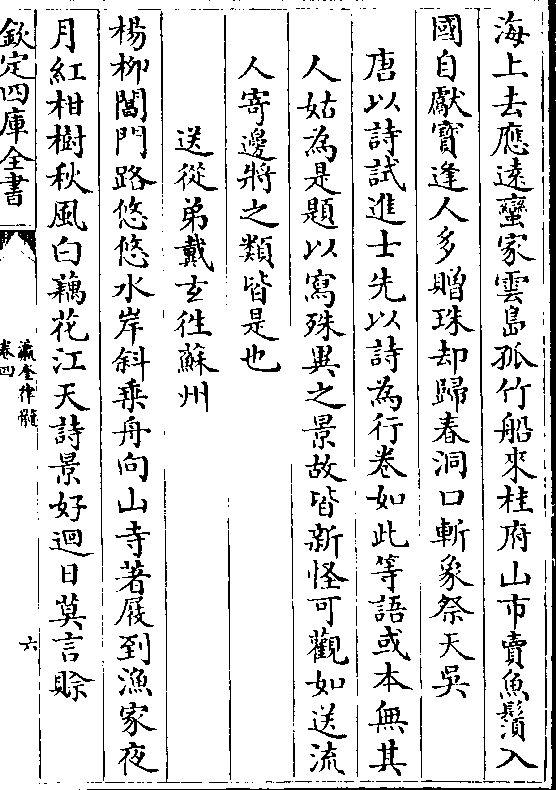 海上去應遠蠻家雲島孤竹船來桂府山市賣魚鬚入
國自獻寳逢人多贈珠却歸春洞口斬象祭天吳
唐以詩試進士先以詩為行卷如此等語或本無其
人姑為是題以寫殊異之景故皆新怪可觀如送流
人寄邊將之類皆是也
送從弟戴玄徃蘇州
楊柳閶門路悠悠水岸斜乗舟向山寺著屐到漁家夜
月紅柑樹秋風白藕花江天詩景好迴日莫言賒
欽定四庫全書
瀛奎律髓
卷四
六